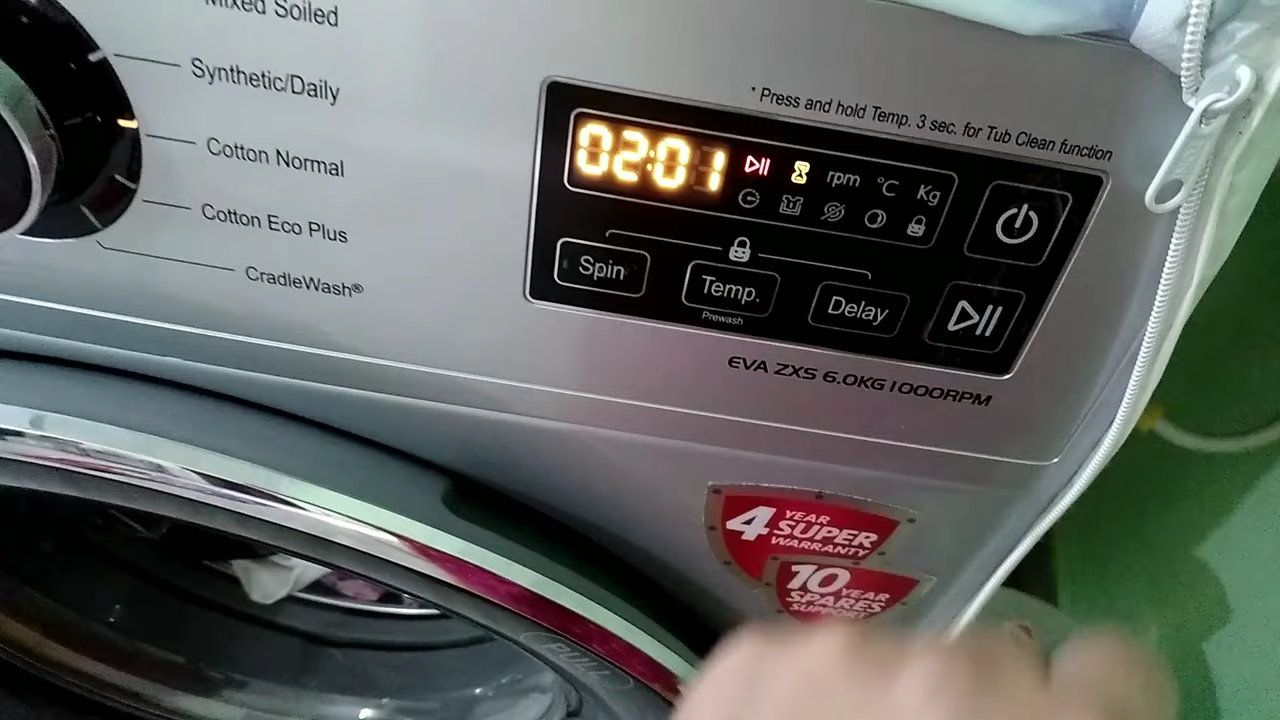 Mixed Soiled
Synthetic/Daily
Cotton Normal
Cotton Eco Plus
CradleWash®
* Press and hold Temp. 3 sec. for Tub Clean function
02:01
rpm °C Kg
Spin
Temp.
Delay
Prewash
EVA ZXS 6.0KG 1000RPM
4 YEAR
SUPER
WARRANTY
10 YEAR
SPARES
SUPPORT
PULL